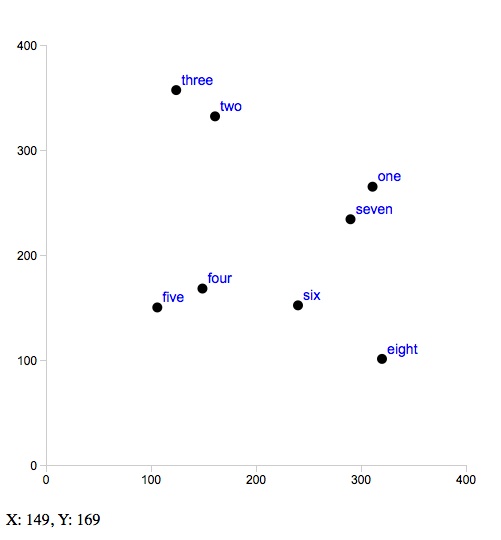 400
three
two
300
one
seven
200
four
five
six
eight
100
0
0 100 200 300 400
X: 149, Y: 169